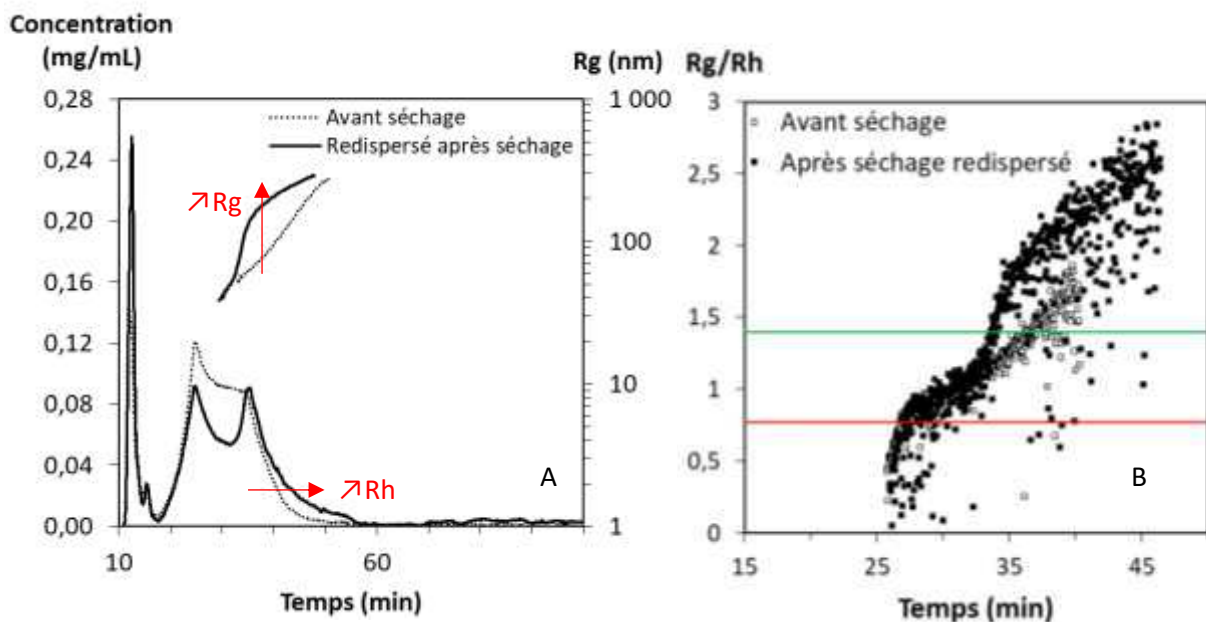 Concentration
(mg/mL)
Rg (nm)
Rg/Rh
0,28
0,24
0,20
0,16
0,12
0,08
0,04
0,00
1 000
100
10
1
Avant séchage
Redispersé après séchage
↗Rg
↗Rh
A
10
60
Temps (min)
3
2,5
2
1,5
1
0,5
0
Avant séchage
Après séchage redispersé
B
15
25
35
45
Temps (min)